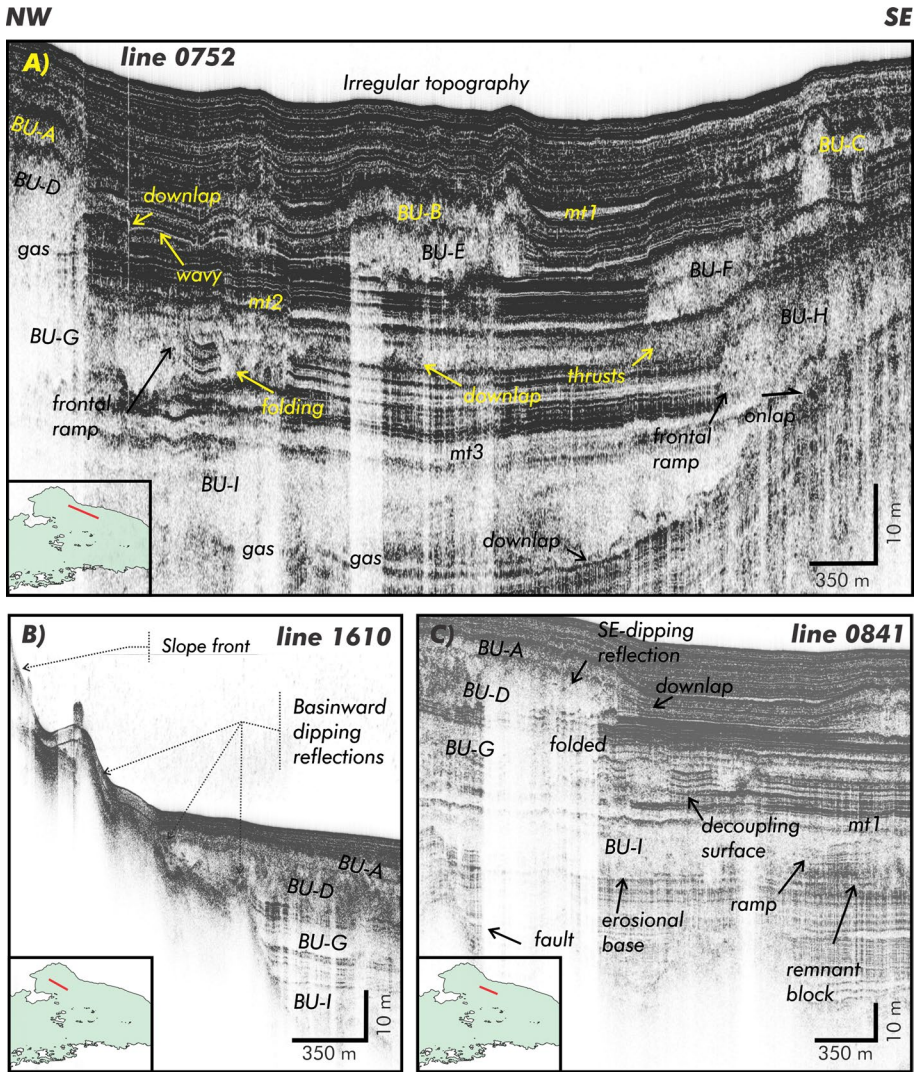 NW
SE
A)
line 0752
Irregular topography
BU-A
BU-C
BU-D
downlap
BU-B
mt1
gas
BU-E
wavy
BU-F
mt2
BU-H
BU-G
thrusts
downlap
folding
onlap
frontal
ramp
frontal
ramp
mt3
BU-I
gas
gas
downlap
10 m
350 m
B)
line 1610
Slope front
Basinward
dipping
reflections
BU-A
BU-D
BU-G
BU-I
10 m
350 m
C)
line 0841
SE-dipping
reflection
BU-A
downlap
BU-D
BU-G
folded
mt1
decoupling
surface
BU-I
ramp
erosional
base
fault
remnant
block
10 m
350 m